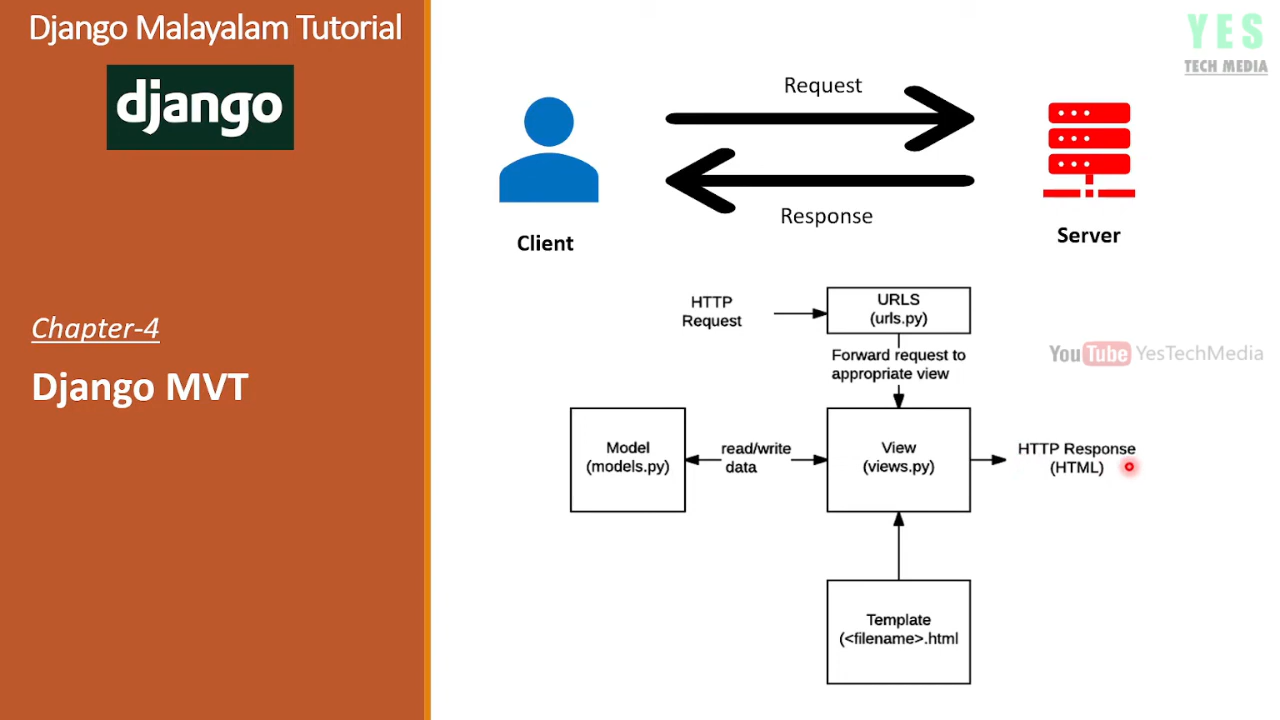 Django Malayalam Tutorial
django
Chapter-4
Django MVT
YES
TECH MEDIA
Request
Response
Client
Server
HTTP
Request
URLS
(urls.py)
Forward request to
appropriate view
YouTube YesTechMedia
Model
(models.py)
read/write
data
View
(views.py)
HTTP Response
(HTML)
Template
(<filename>.html